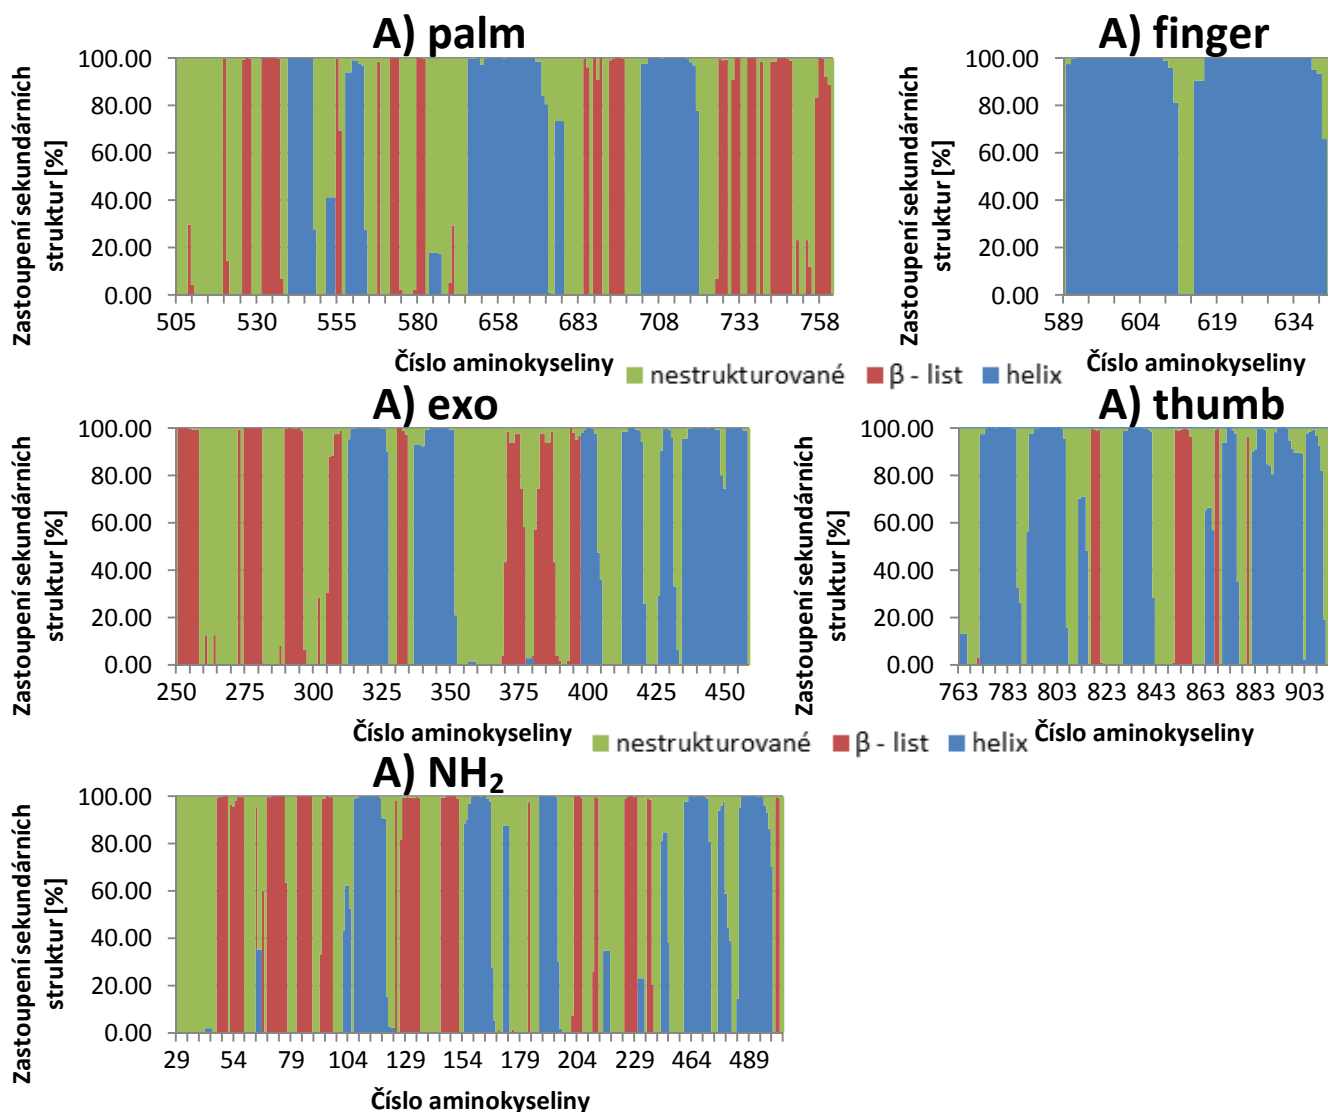 A) palm
Zastoupení sekundárních
struktur [%]
100.00
80.00
60.00
40.00
20.00
0.00
505 530 555 580 658 683 708 733 758
Číslo aminokyseliny
A) finger
Zastoupení sekundárních
struktur [%]
100.00
80.00
60.00
40.00
20.00
0.00
589 604 619 634
Číslo aminokyseliny
nestrukturované β - list helix
A) exo
Zastoupení sekundárních
struktur [%]
100.00
80.00
60.00
40.00
20.00
0.00
250 275 300 325 350 375 400 425 450
Číslo aminokyseliny
A) thumb
Zastoupení sekundárních
struktur [%]
100.00
80.00
60.00
40.00
20.00
0.00
763 783 803 823 843 863 883 903
Číslo aminokyseliny
nestrukturované β - list helix
A) NH₂
Zastoupení sekundárních
struktur [%]
100.00
80.00
60.00
40.00
20.00
0.00
29 54 79 104 129 154 179 204 229 464 489
Číslo aminokyseliny